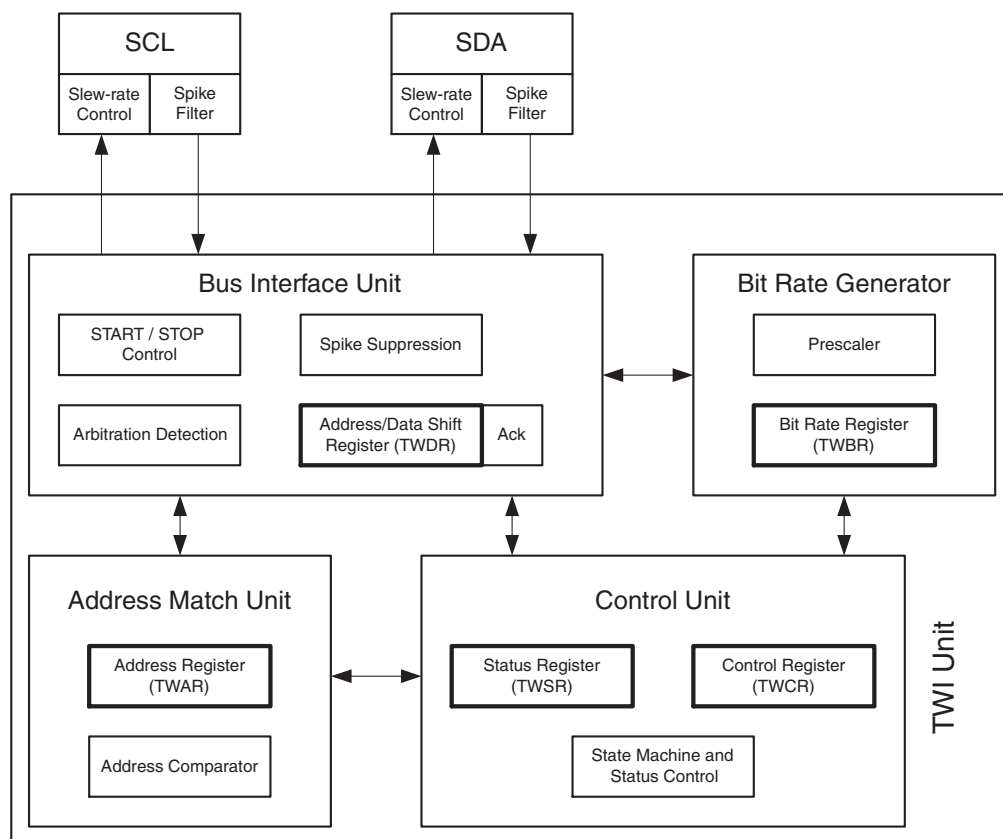 SCL
Slew-rate
Control
Spike
Filter
SDA
Slew-rate
Control
Spike
Filter
Bus Interface Unit
START / STOP
Control
Spike Suppression
Arbitration Detection
Address/Data Shift
Register (TWDR)
Ack
Bit Rate Generator
Prescaler
Bit Rate Register
(TWBR)
Address Match Unit
Address Register
(TWAR)
Address Comparator
Control Unit
Status Register
(TWSR)
Control Register
(TWCR)
State Machine and
Status Control
TWI Unit